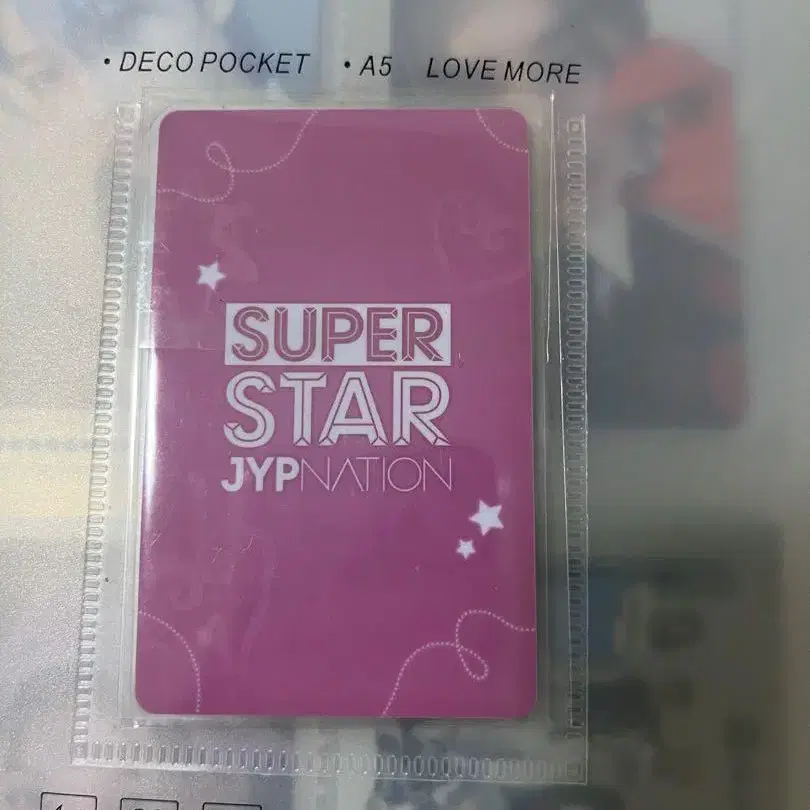 • DECO POCKET • A5 LOVE MORE
SUPER
STAR
JYPNATION